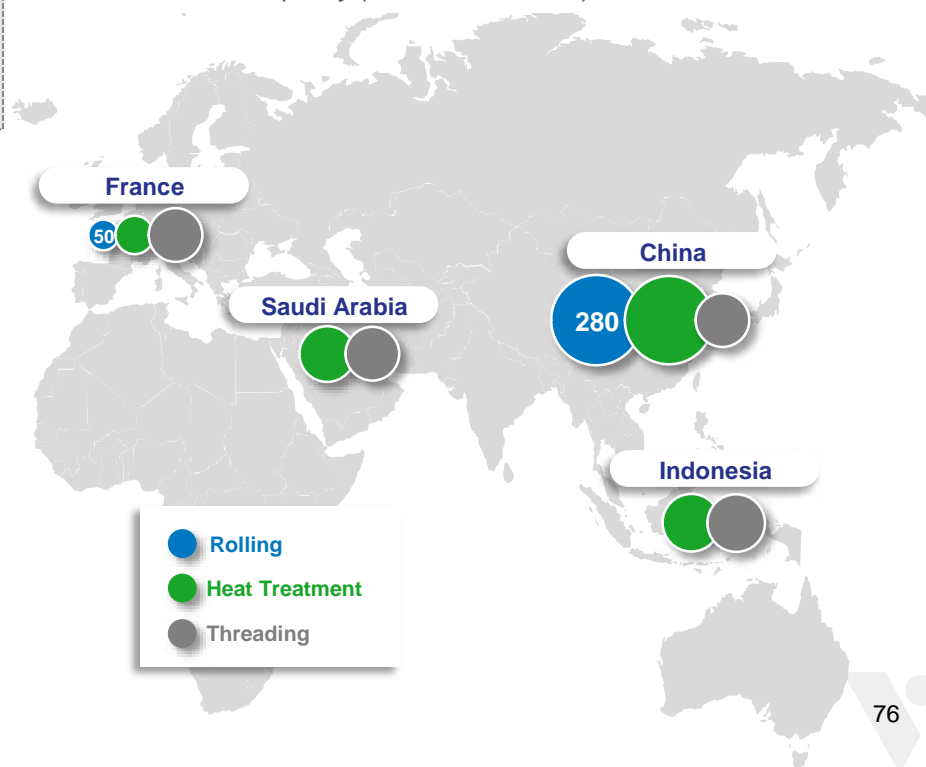 France
50
China
Saudi Arabia
280
Indonesia
Rolling
Heat Treatment
Threading
76